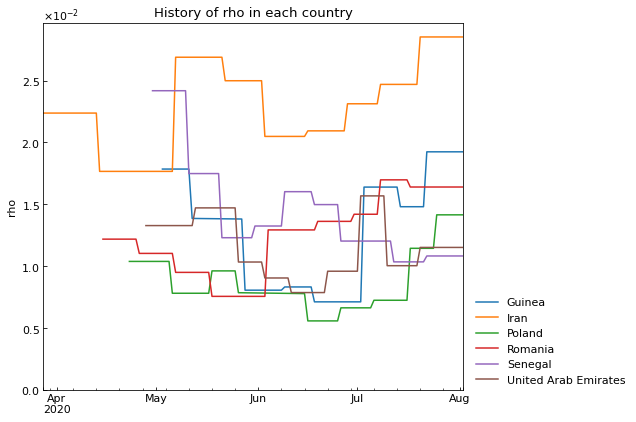 History of rho in each country
×10⁻²
2.5
2.0
1.5
1.0
0.5
0.0
rho
Apr May Jun Jul Aug
2020
Guinea
Iran
Poland
Romania
Senegal
United Arab Emirates